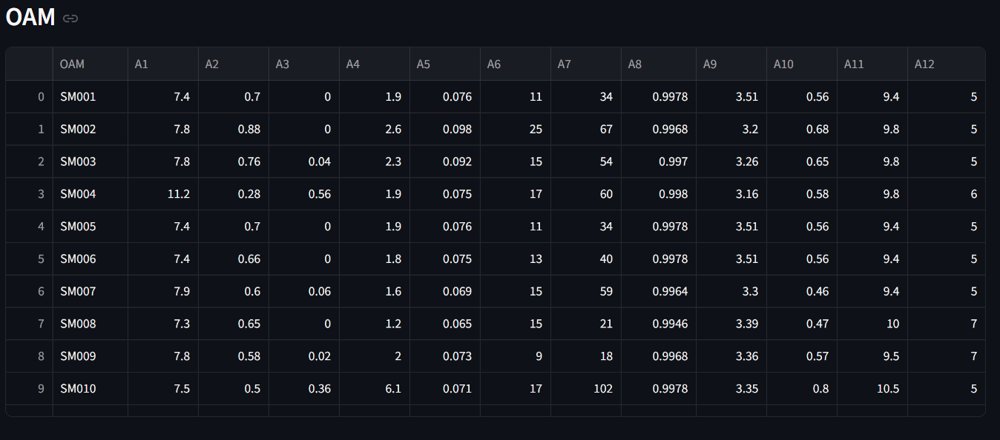 OAM
OAM A1 A2 A3 A4 A5 A6 A7 A8 A9 A10 A11 A12
0 SM001 7.4 0.7 0 1.9 0.076 11 34 0.9978 3.51 0.56 9.4 5
1 SM002 7.8 0.88 0 2.6 0.098 25 67 0.9968 3.2 0.68 9.8 5
2 SM003 7.8 0.76 0.04 2.3 0.092 15 54 0.997 3.26 0.65 9.8 5
3 SM004 11.2 0.28 0.56 1.9 0.075 17 60 0.998 3.16 0.58 9.8 6
4 SM005 7.4 0.7 0 1.9 0.076 11 34 0.9978 3.51 0.56 9.4 5
5 SM006 7.4 0.66 0 1.8 0.075 13 40 0.9978 3.51 0.56 9.4 5
6 SM007 7.9 0.6 0.06 1.6 0.069 15 59 0.9964 3.3 0.46 9.4 5
7 SM008 7.3 0.65 0 1.2 0.065 15 21 0.9946 3.39 0.47 10 7
8 SM009 7.8 0.58 0.02 2 0.073 9 18 0.9968 3.36 0.57 9.5 7
9 SM010 7.5 0.5 0.36 6.1 0.071 17 102 0.9978 3.35 0.8 10.5 5